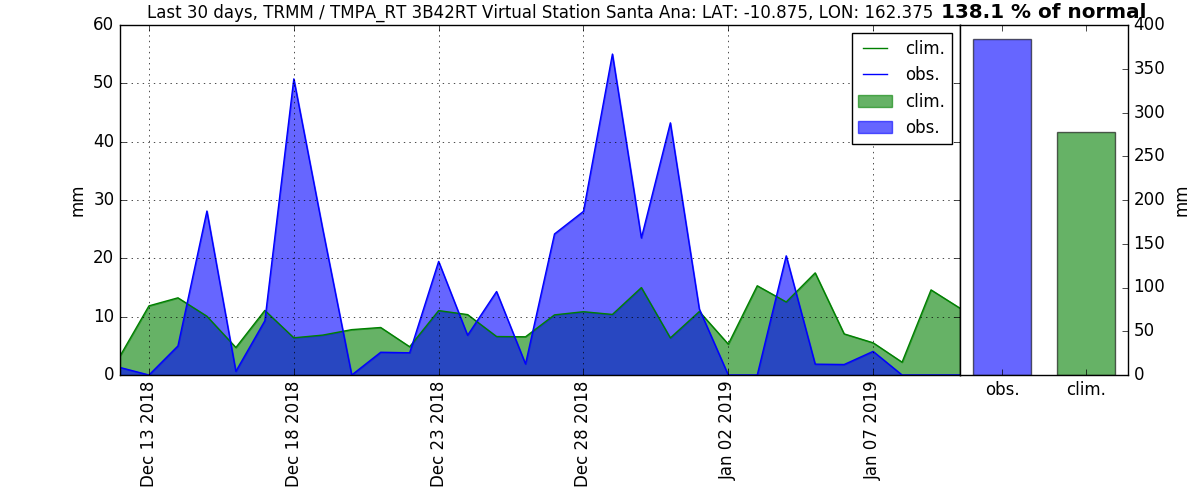 Last 30 days, TRMM / TMPA_RT 3B42RT Virtual Station Santa Ana: LAT: -10.875, LON: 162.375 138.1 % of normal
60
50
40
30
20
10
0
mm
clim.
obs.
clim.
obs.
400
350
300
250
200
150
100
50
0
mm
obs.
clim.
Dec 13 2018
Dec 18 2018
Dec 23 2018
Dec 28 2018
Jan 02 2019
Jan 07 2019